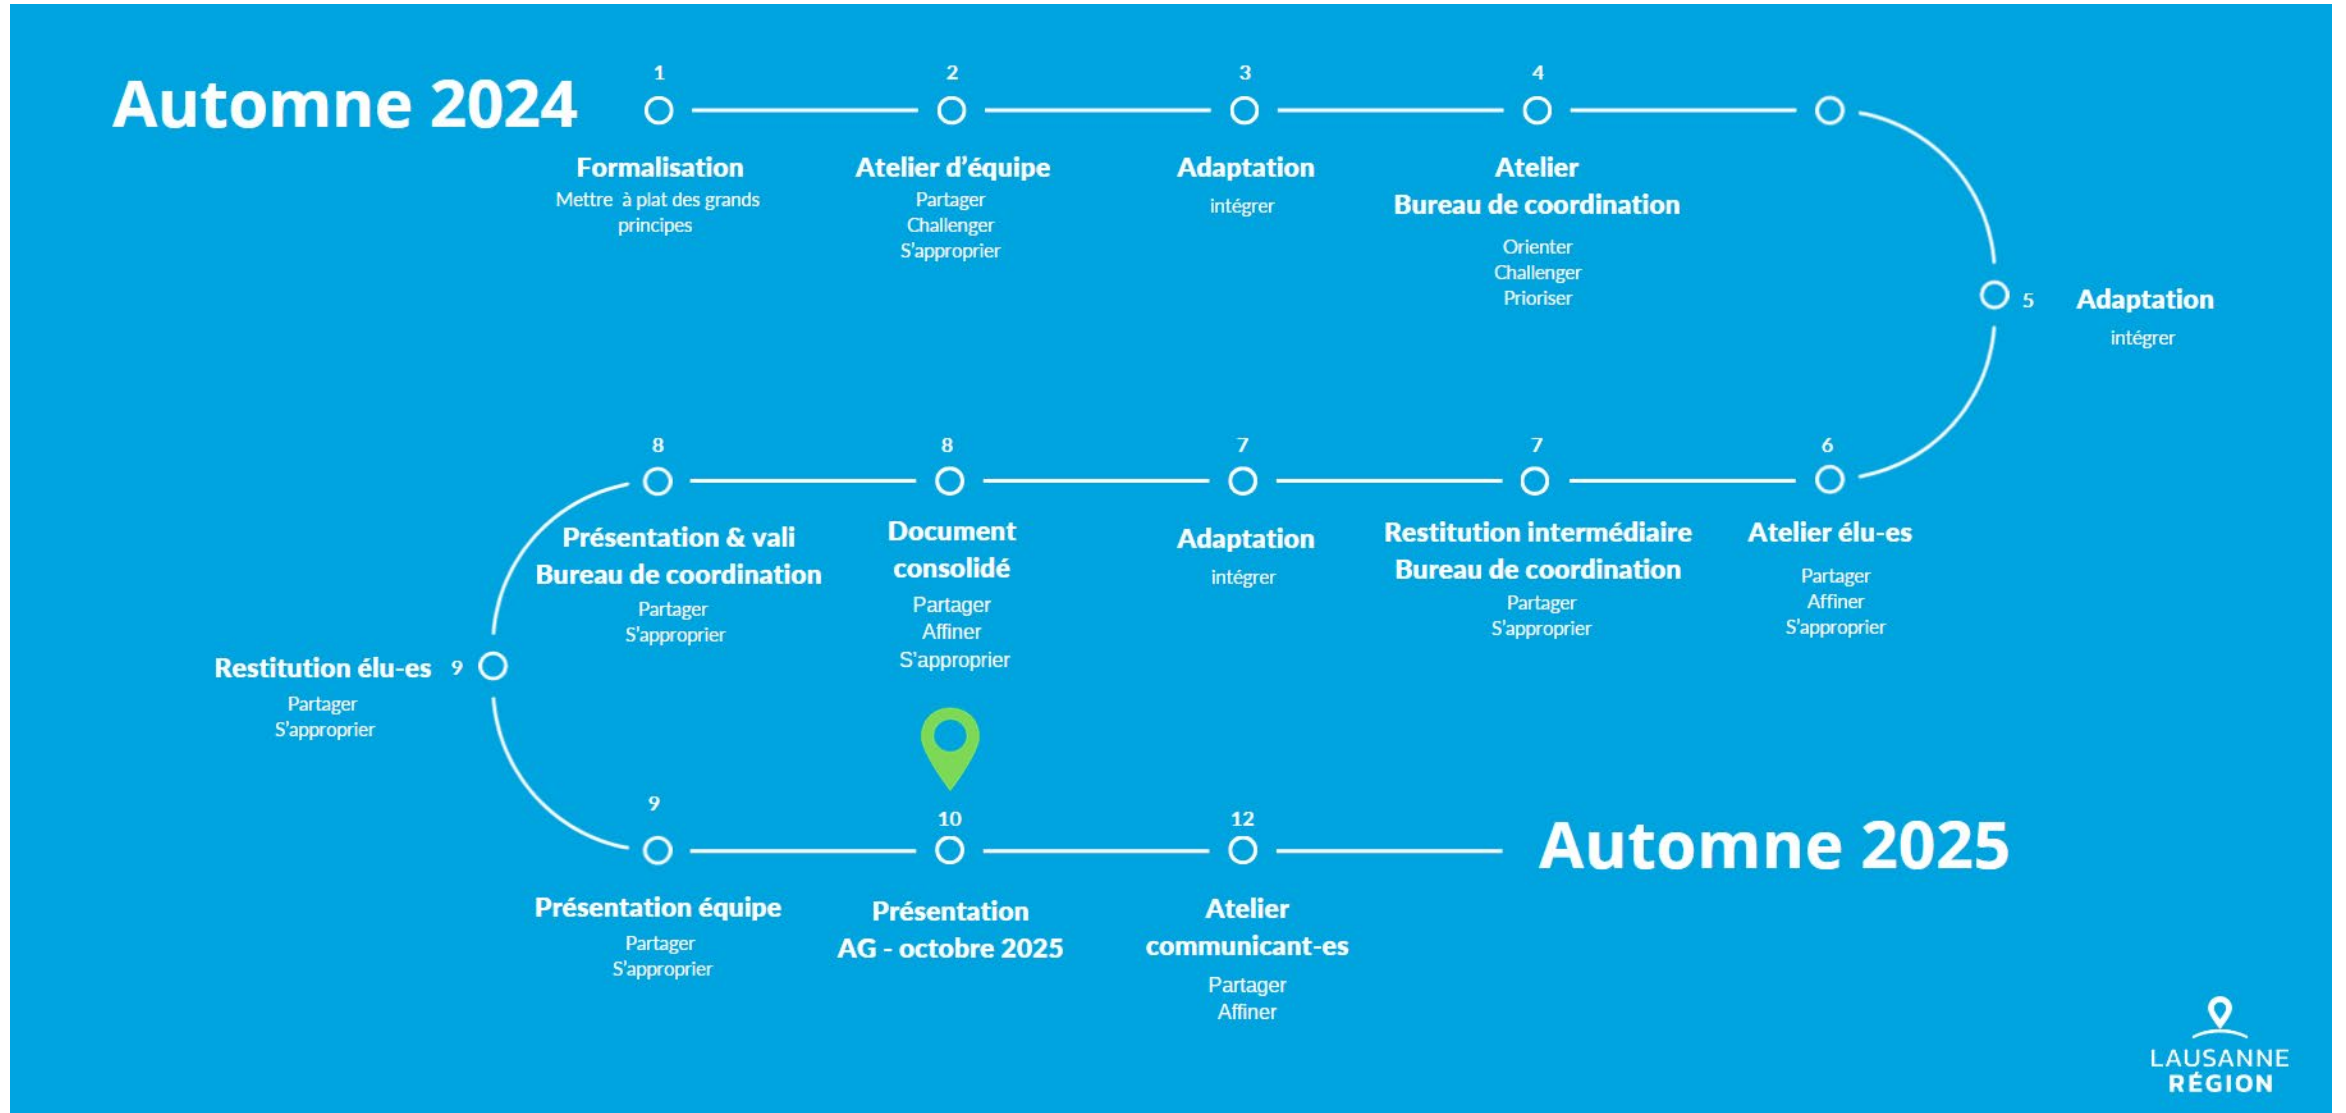 Automne 2024
1
Formalisation
Mettre à plat des grands
principes
2
Atelier d'équipe
Partager
Challenger
S'approprier
3
Adaptation
intégrer
4
Atelier
Bureau de coordination
Orienter
Challenger
Prioriser
5
Adaptation
intégrer
6
Atelier élu-es
Partager
Affiner
S'approprier
7
Restitution intermédiaire
Bureau de coordination
Partager
S'approprier
7
Adaptation
intégrer
8
Document
consolidé
Partager
Affiner
S'approprier
8
Présentation & vali
Bureau de coordination
Partager
S'approprier
9
Restitution élu-es
Partager
S'approprier
9
Présentation équipe
Partager
S'approprier
10
Présentation
AG - octobre 2025
12
Atelier
communicant-es
Partager
Affiner
Automne 2025
LAUSANNE
RÉGION